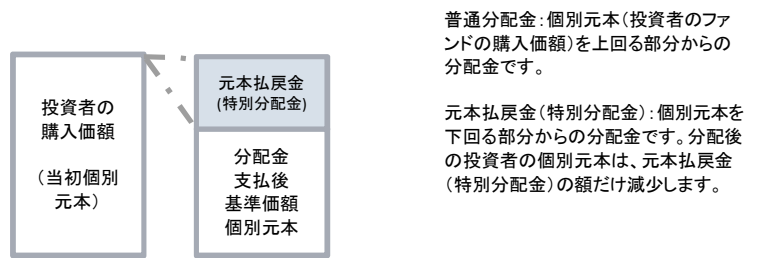 投資者の
購入価額
（当初個別
元本）
元本払戻金
(特別分配金)
分配金
支払後
基準価額
個別元本
普通分配金：個別元本（投資者のファ
ンドの購入価額）を上回る部分からの
分配金です。
元本払戻金（特別分配金）：個別元本を
下回る部分からの分配金です。分配後
の投資者の個別元本は、元本払戻金
（特別分配金）の額だけ減少します。